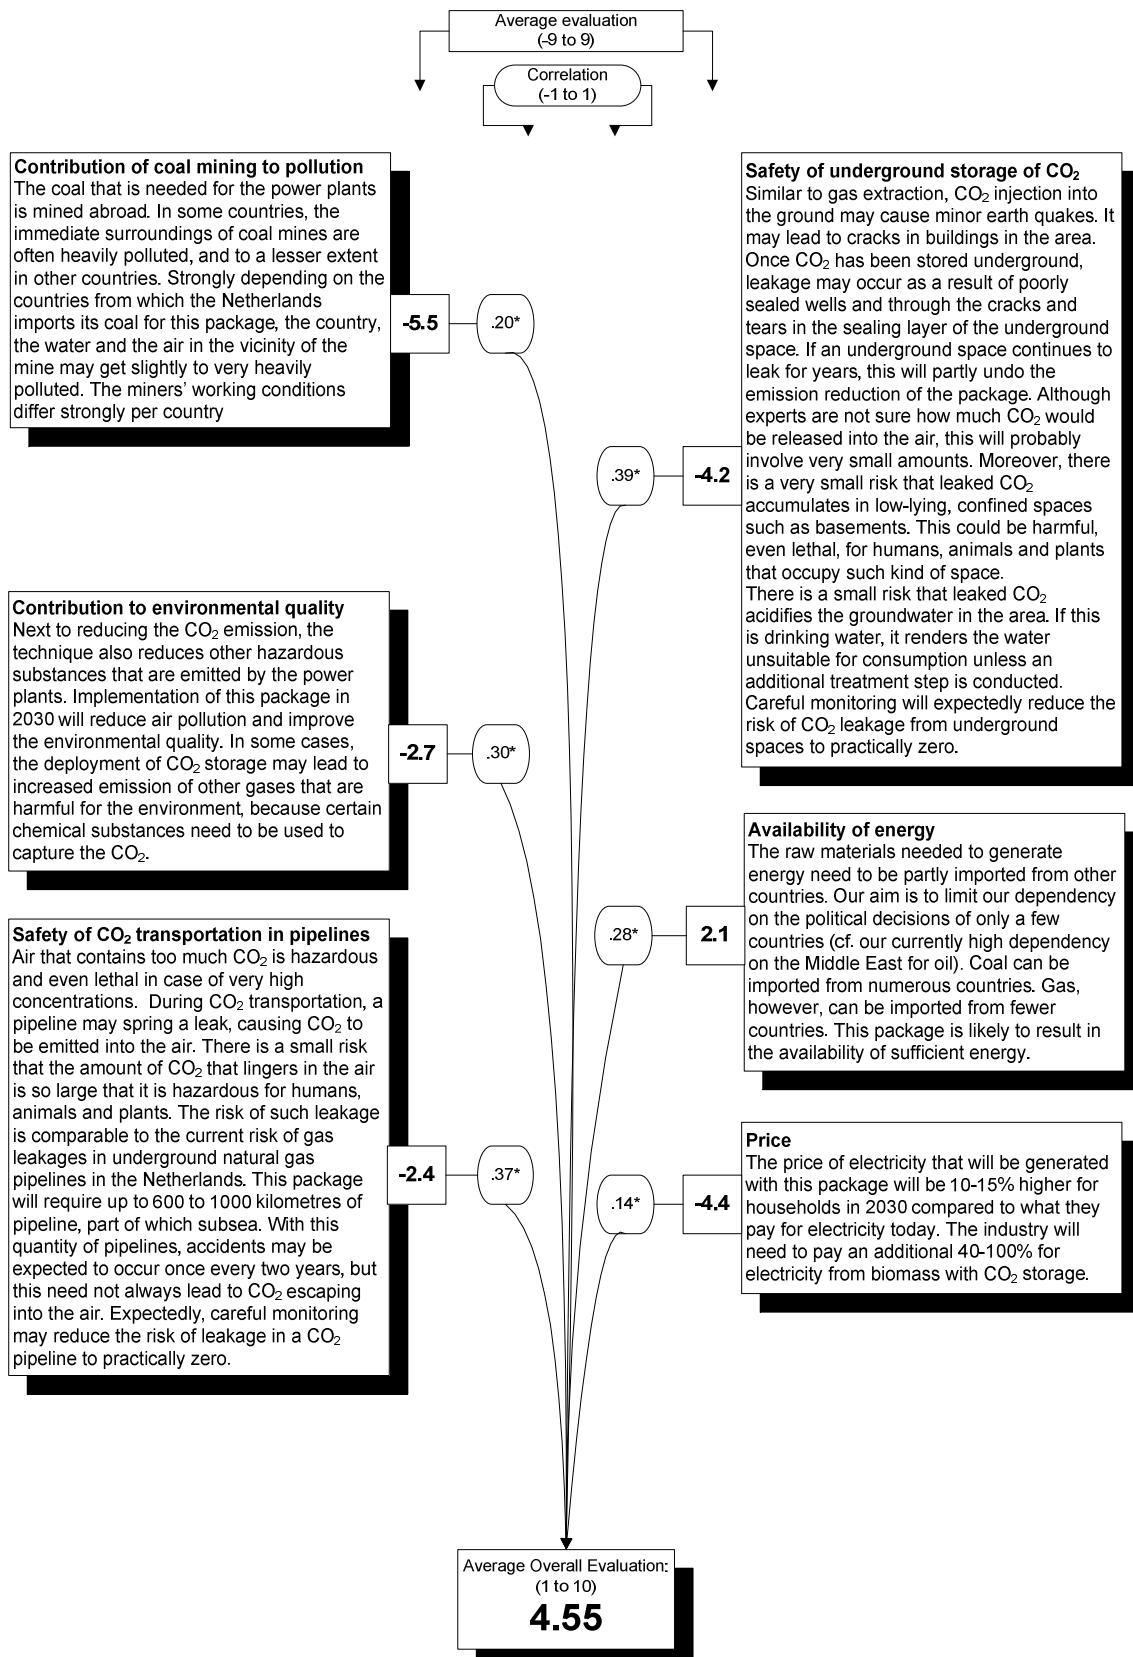 Average evaluation
(-9 to 9)
Correlation
(-1 to 1)
Contribution of coal mining to pollution
The coal that is needed for the power plants
is mined abroad. In some countries, the
immediate surroundings of coal mines are
often heavily polluted, and to a lesser extent
in other countries. Strongly depending on the
countries from which the Netherlands
imports its coal for this package, the country,
the water and the air in the vicinity of the
mine may get slightly to very heavily
polluted. The miners’ working conditions
differ strongly per country
-5.5
.20*
Contribution to environmental quality
Next to reducing the CO₂ emission, the
technique also reduces other hazardous
substances that are emitted by the power
plants. Implementation of this package in
2030 will reduce air pollution and improve
the environmental quality. In some cases,
the deployment of CO₂ storage may lead to
increased emission of other gases that are
harmful for the environment, because certain
chemical substances need to be used to
capture the CO₂.
-2.7
.30*
Safety of CO₂ transportation in pipelines
Air that contains too much CO₂ is hazardous
and even lethal in case of very high
concentrations.  During CO₂ transportation, a
pipeline may spring a leak, causing CO₂ to
be emitted into the air. There is a small risk
that the amount of CO₂ that lingers in the air
is so large that it is hazardous for humans,
animals and plants. The risk of such leakage
is comparable to the current risk of gas
leakages in underground natural gas
pipelines in the Netherlands. This package
will require up to 600 to 1000 kilometres of
pipeline, part of which subsea. With this
quantity of pipelines, accidents may be
expected to occur once every two years, but
this need not always lead to CO₂ escaping
into the air. Expectedly, careful monitoring
may reduce the risk of leakage in a CO₂
pipeline to practically zero.
-2.4
.37*
Safety of underground storage of CO₂
Similar to gas extraction, CO₂ injection into
the ground may cause minor earth quakes. It
may lead to cracks in buildings in the area.
Once CO₂ has been stored underground,
leakage may occur as a result of poorly
sealed wells and through the cracks and
tears in the sealing layer of the underground
space. If an underground space continues to
leak for years, this will partly undo the
emission reduction of the package. Although
experts are not sure how much CO₂ would
be released into the air, this will probably
involve very small amounts. Moreover, there
is a very small risk that leaked CO₂
accumulates in low-lying, confined spaces
such as basements. This could be harmful,
even lethal, for humans, animals and plants
that occupy such kind of space.
There is a small risk that leaked CO₂
acidifies the groundwater in the area. If this
is drinking water, it renders the water
unsuitable for consumption unless an
additional treatment step is conducted.
Careful monitoring will expectedly reduce the
risk of CO₂ leakage from underground
spaces to practically zero.
.39*
-4.2
Availability of energy
The raw materials needed to generate
energy need to be partly imported from other
countries. Our aim is to limit our dependency
on the political decisions of only a few
countries (cf. our currently high dependency
on the Middle East for oil). Coal can be
imported from numerous countries. Gas,
however, can be imported from fewer
countries. This package is likely to result in
the availability of sufficient energy.
.28*
2.1
Price
The price of electricity that will be generated
with this package will be 10-15% higher for
households in 2030 compared to what they
pay for electricity today. The industry will
need to pay an additional 40-100% for
electricity from biomass with CO₂ storage.
.14*
-4.4
Average Overall Evaluation:
(1 to 10)
4.55